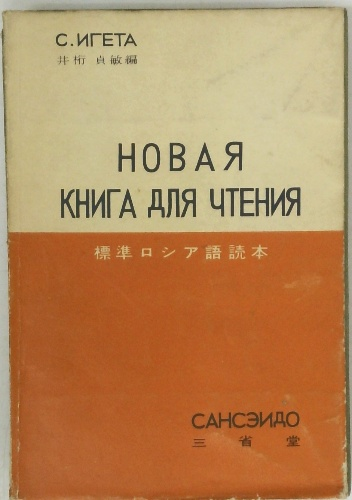 С. ИГЕТА
井桁 貞敏編
НОВАЯ
КНИГА ДЛЯ ЧТЕНИЯ
標準ロシア語読本
САНСЭИДО
三省堂